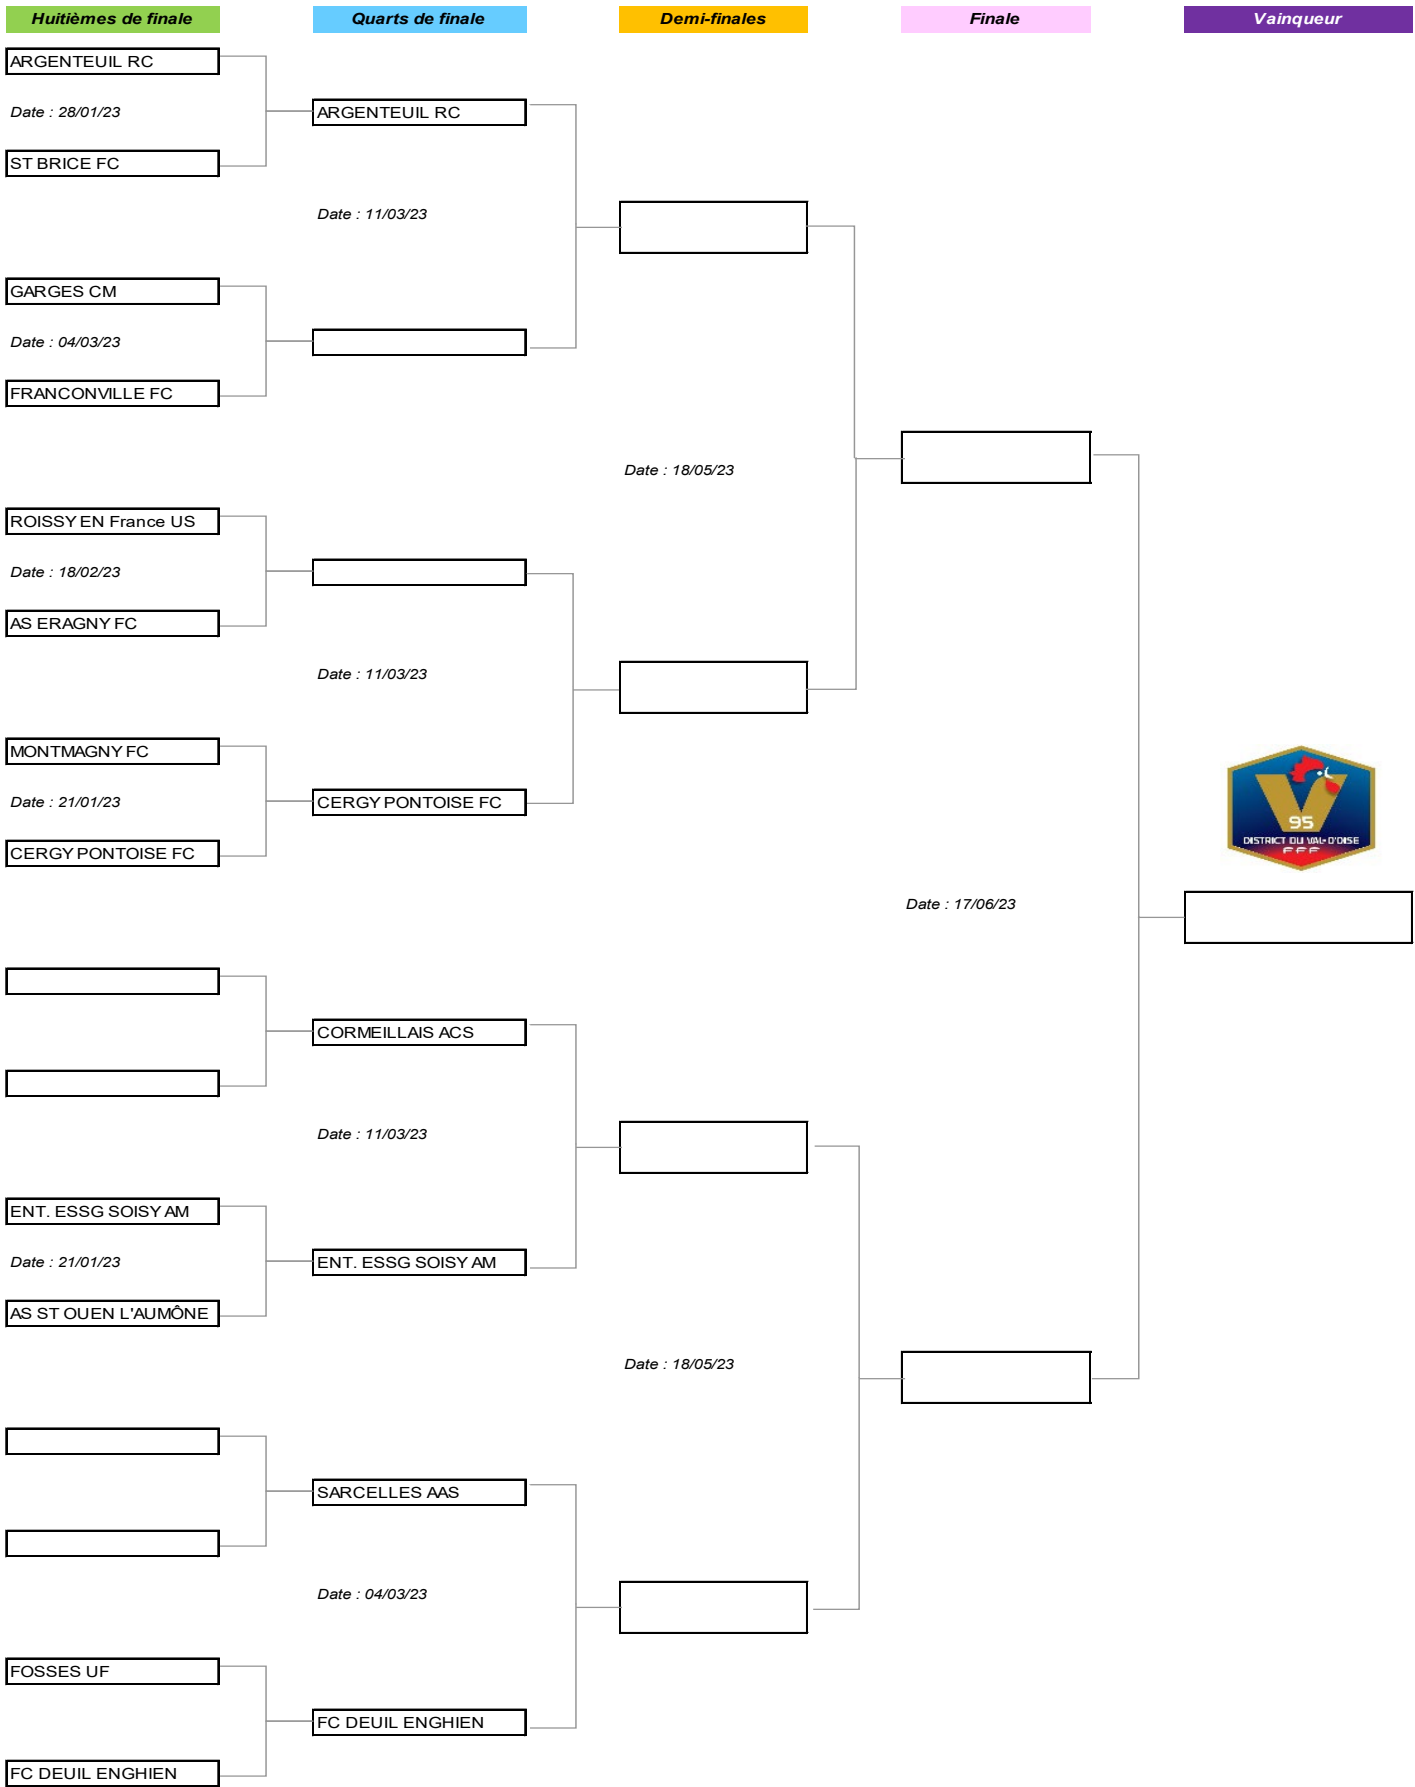 Huitièmes de finale
Quarts de finale
Demi-finales
Finale
Vainqueur
ARGENTEUIL RC
Date : 28/01/23
ARGENTEUIL RC
ST BRICE FC
Date : 11/03/23
GARGES CM
Date : 04/03/23
FRANCONVILLE FC
Date : 18/05/23
ROISSY EN France US
Date : 18/02/23
AS ERAGNY FC
Date : 11/03/23
MONTMAGNY FC
Date : 21/01/23
CERGY PONTOISE FC
CERGY PONTOISE FC
V
95
DISTRICT DU VAL-D'OISE
FFF
Date : 17/06/23
CORMEILLAIS ACS
Date : 11/03/23
ENT. ESSG SOISY AM
Date : 21/01/23
ENT. ESSG SOISY AM
AS ST OUEN L'AUMÔNE
Date : 18/05/23
SARCELLES AAS
Date : 04/03/23
FOSSES UF
FC DEUIL ENGHIEN
FC DEUIL ENGHIEN